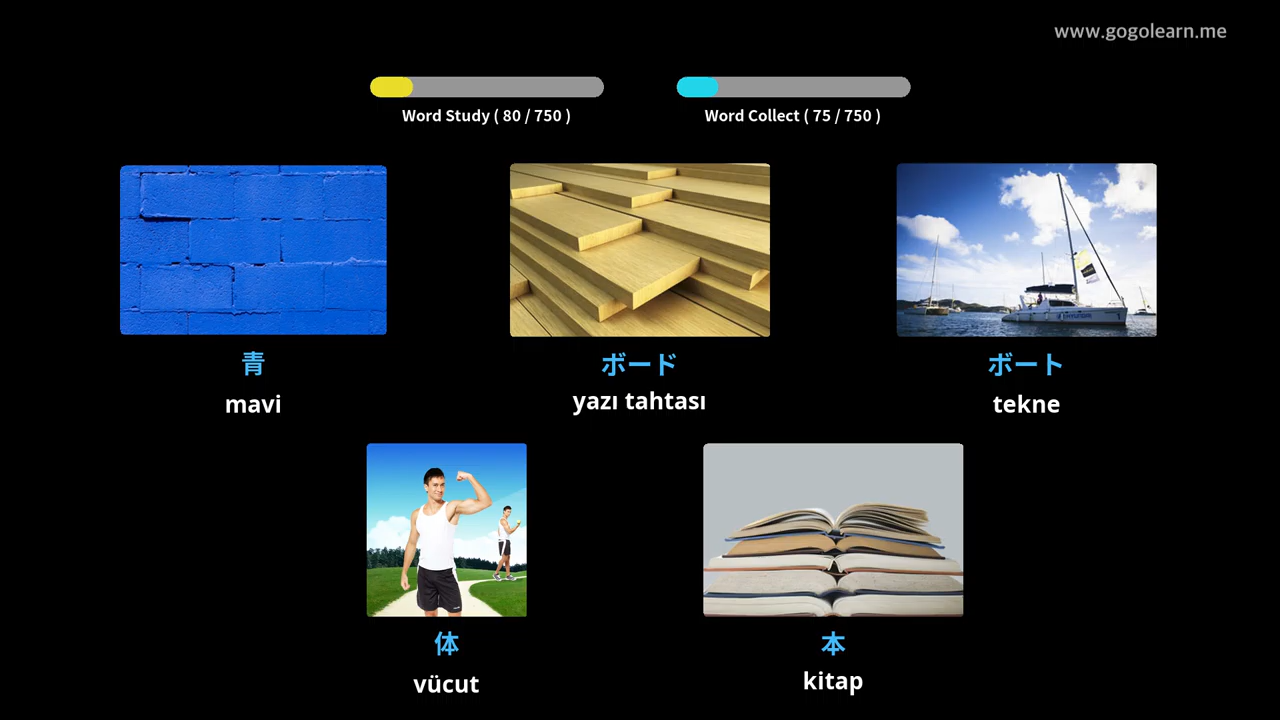 www.gogolearn.me
Word Study ( 80 / 750 )
Word Collect ( 75 / 750 )
青
mavi
ボード
yazı tahtası
ボート
tekne
体
vücut
本
kitap